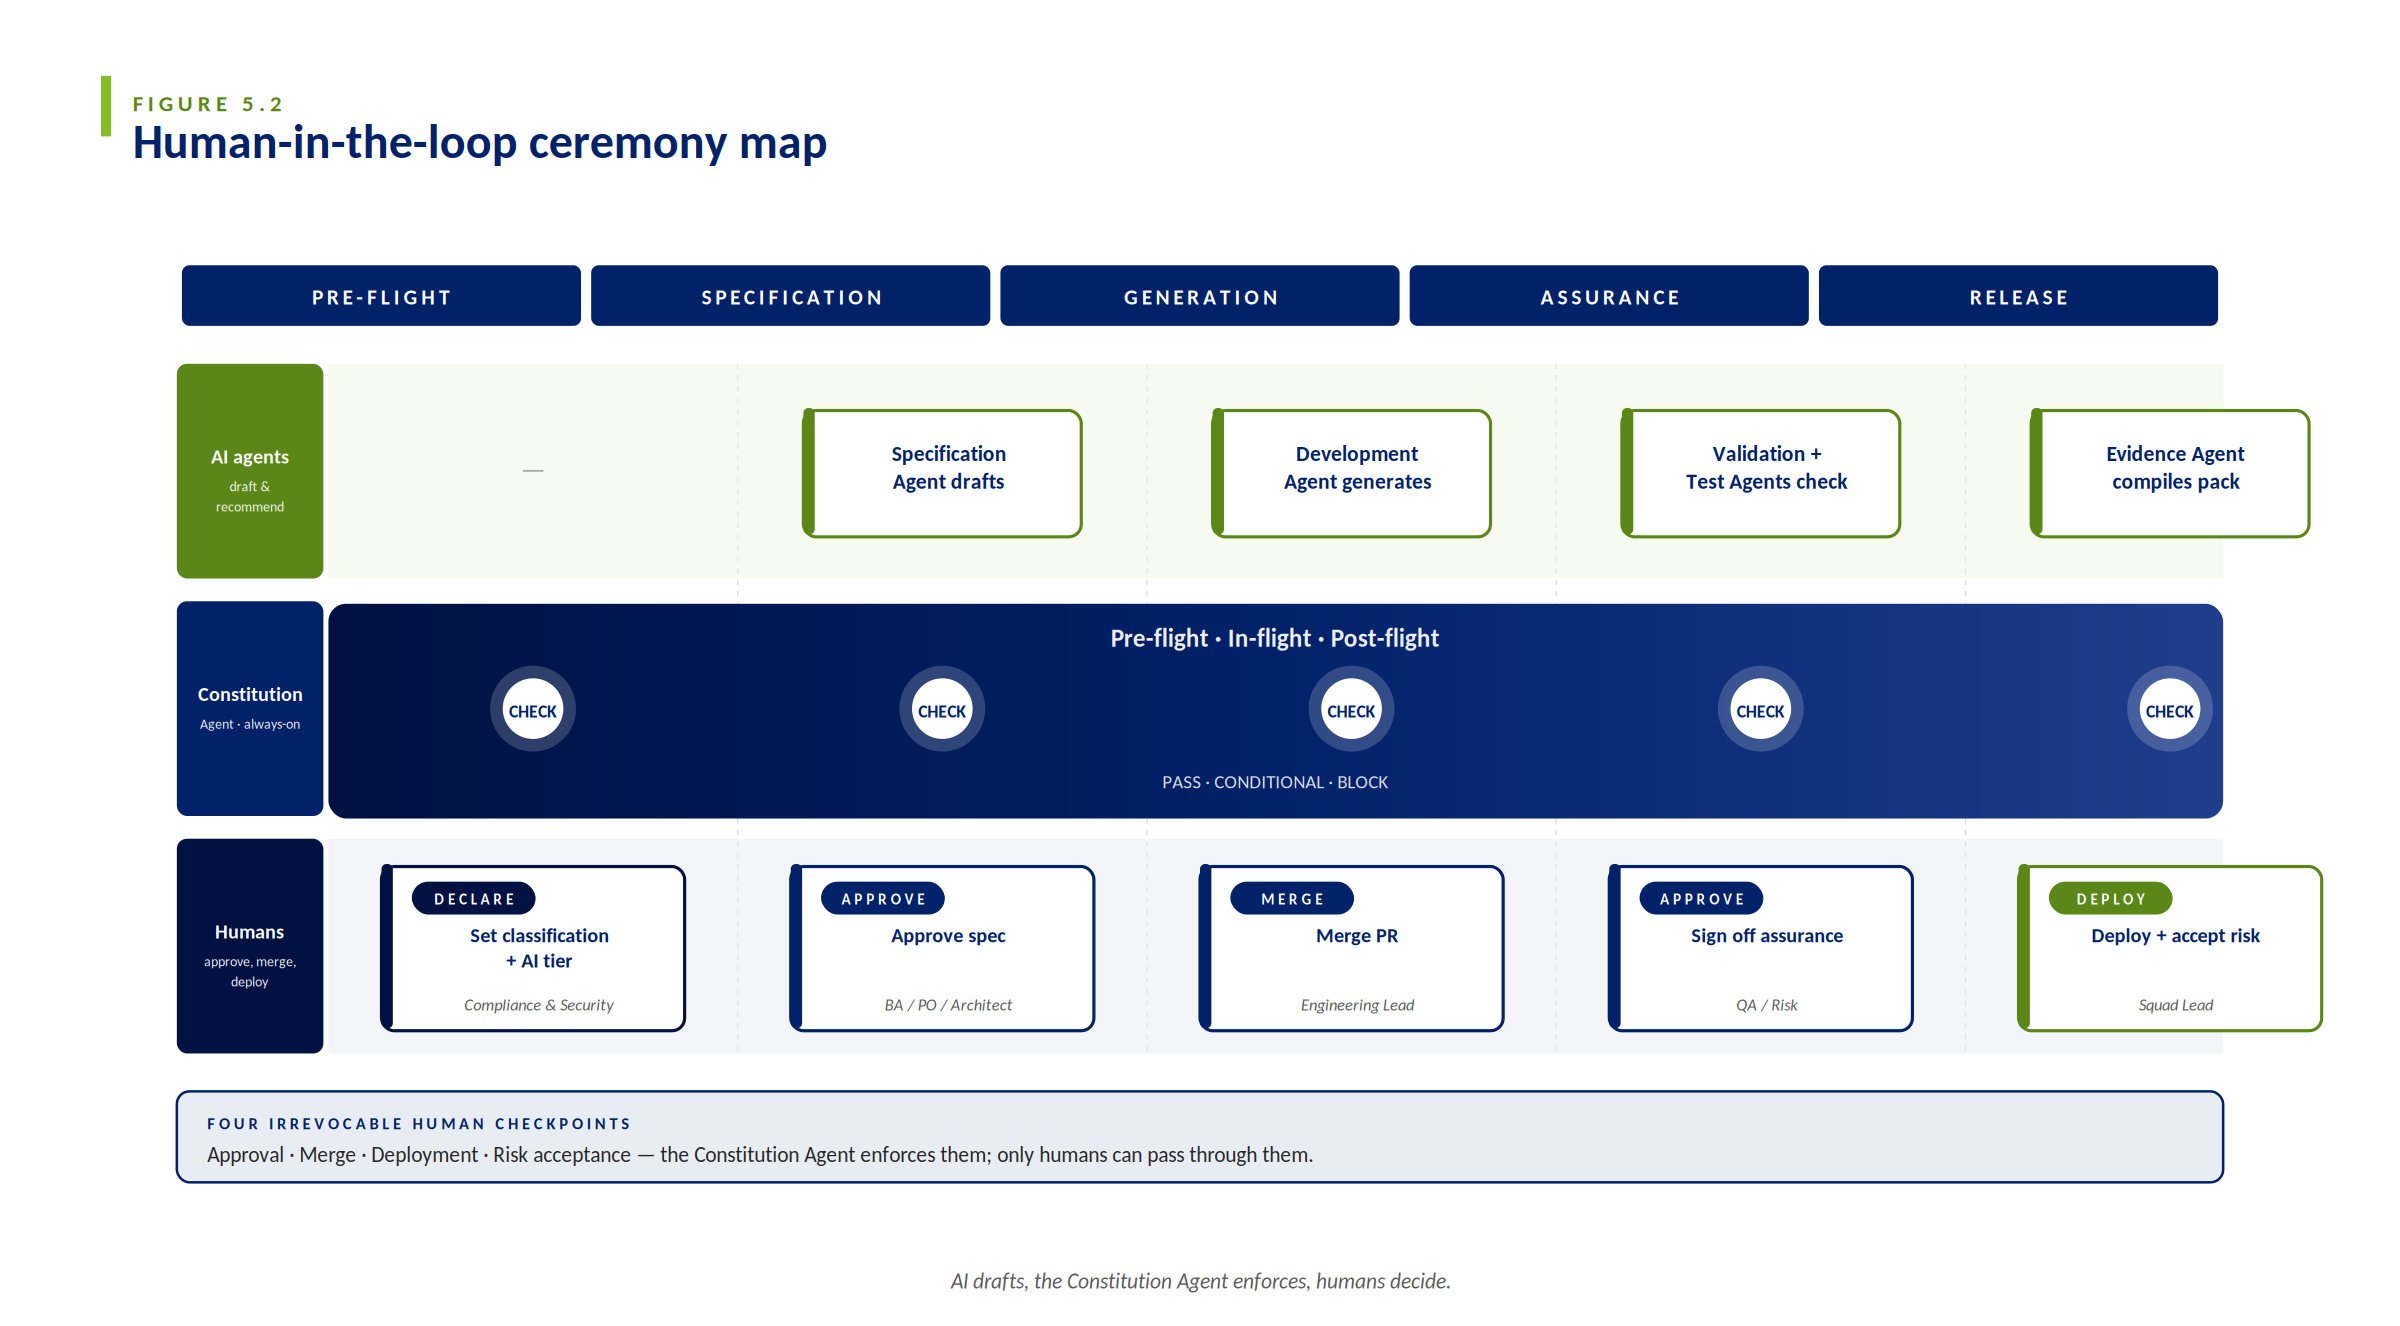 FIGURE 5.2
Human-in-the-loop ceremony map
PRE-FLIGHT
SPECIFICATION
GENERATION
ASSURANCE
RELEASE
AI agents
draft &
recommend
—
Specification
Agent drafts
Development
Agent generates
Validation +
Test Agents check
Evidence Agent
compiles pack
Constitution
Agent · always-on
Pre-flight · In-flight · Post-flight
CHECK
CHECK
CHECK
CHECK
CHECK
PASS · CONDITIONAL · BLOCK
Humans
approve, merge,
deploy
DECLARE
Set classification
+ AI tier
Compliance & Security
APPROVE
Approve spec
BA / PO / Architect
MERGE
Merge PR
Engineering Lead
APPROVE
Sign off assurance
QA / Risk
DEPLOY
Deploy + accept risk
Squad Lead
FOUR IRREVOCABLE HUMAN CHECKPOINTS
Approval · Merge · Deployment · Risk acceptance — the Constitution Agent enforces them; only humans can pass through them.
AI drafts, the Constitution Agent enforces, humans decide.